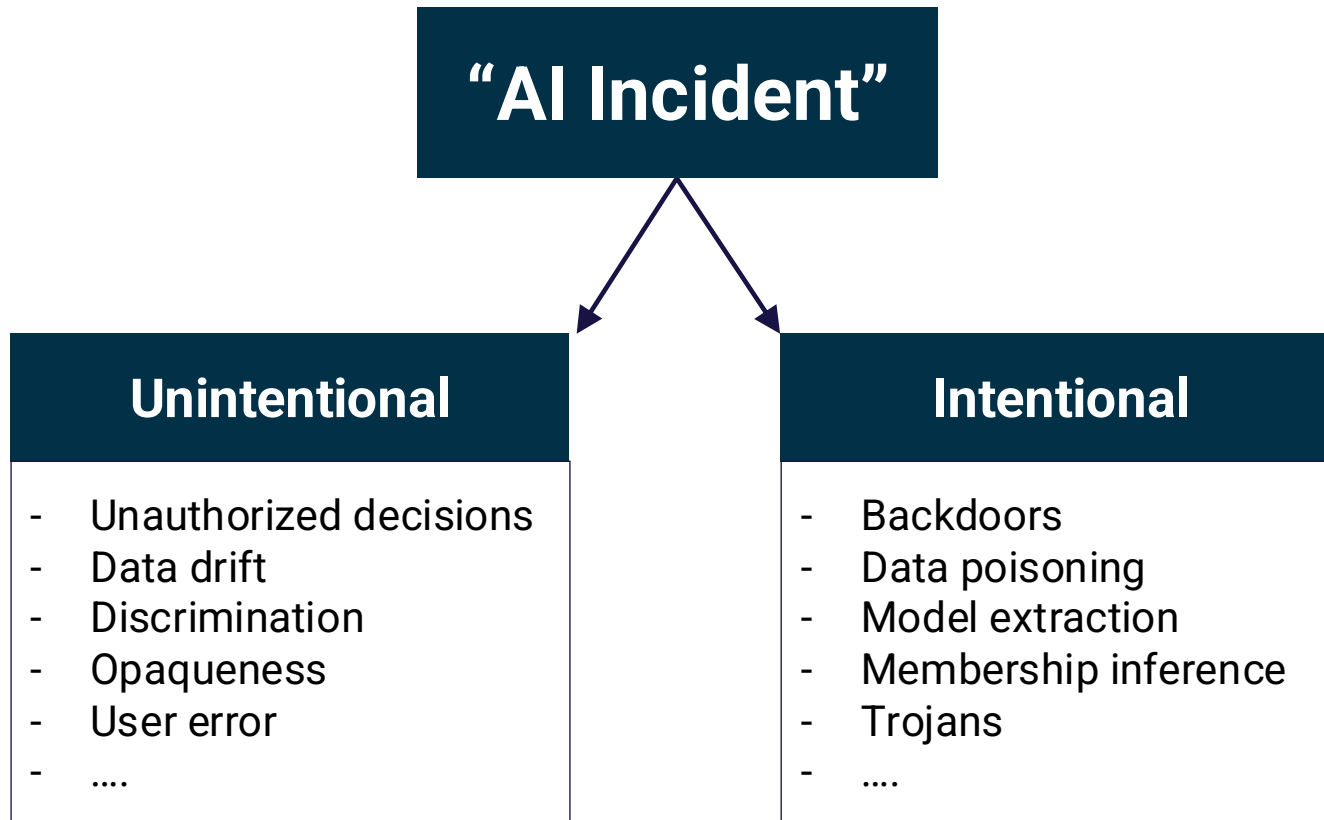 “AI Incident”
Unintentional
- Unauthorized decisions
- Data drift
- Discrimination
- Opaqueness
- User error
- ....
Intentional
- Backdoors
- Data poisoning
- Model extraction
- Membership inference
- Trojans
- ....